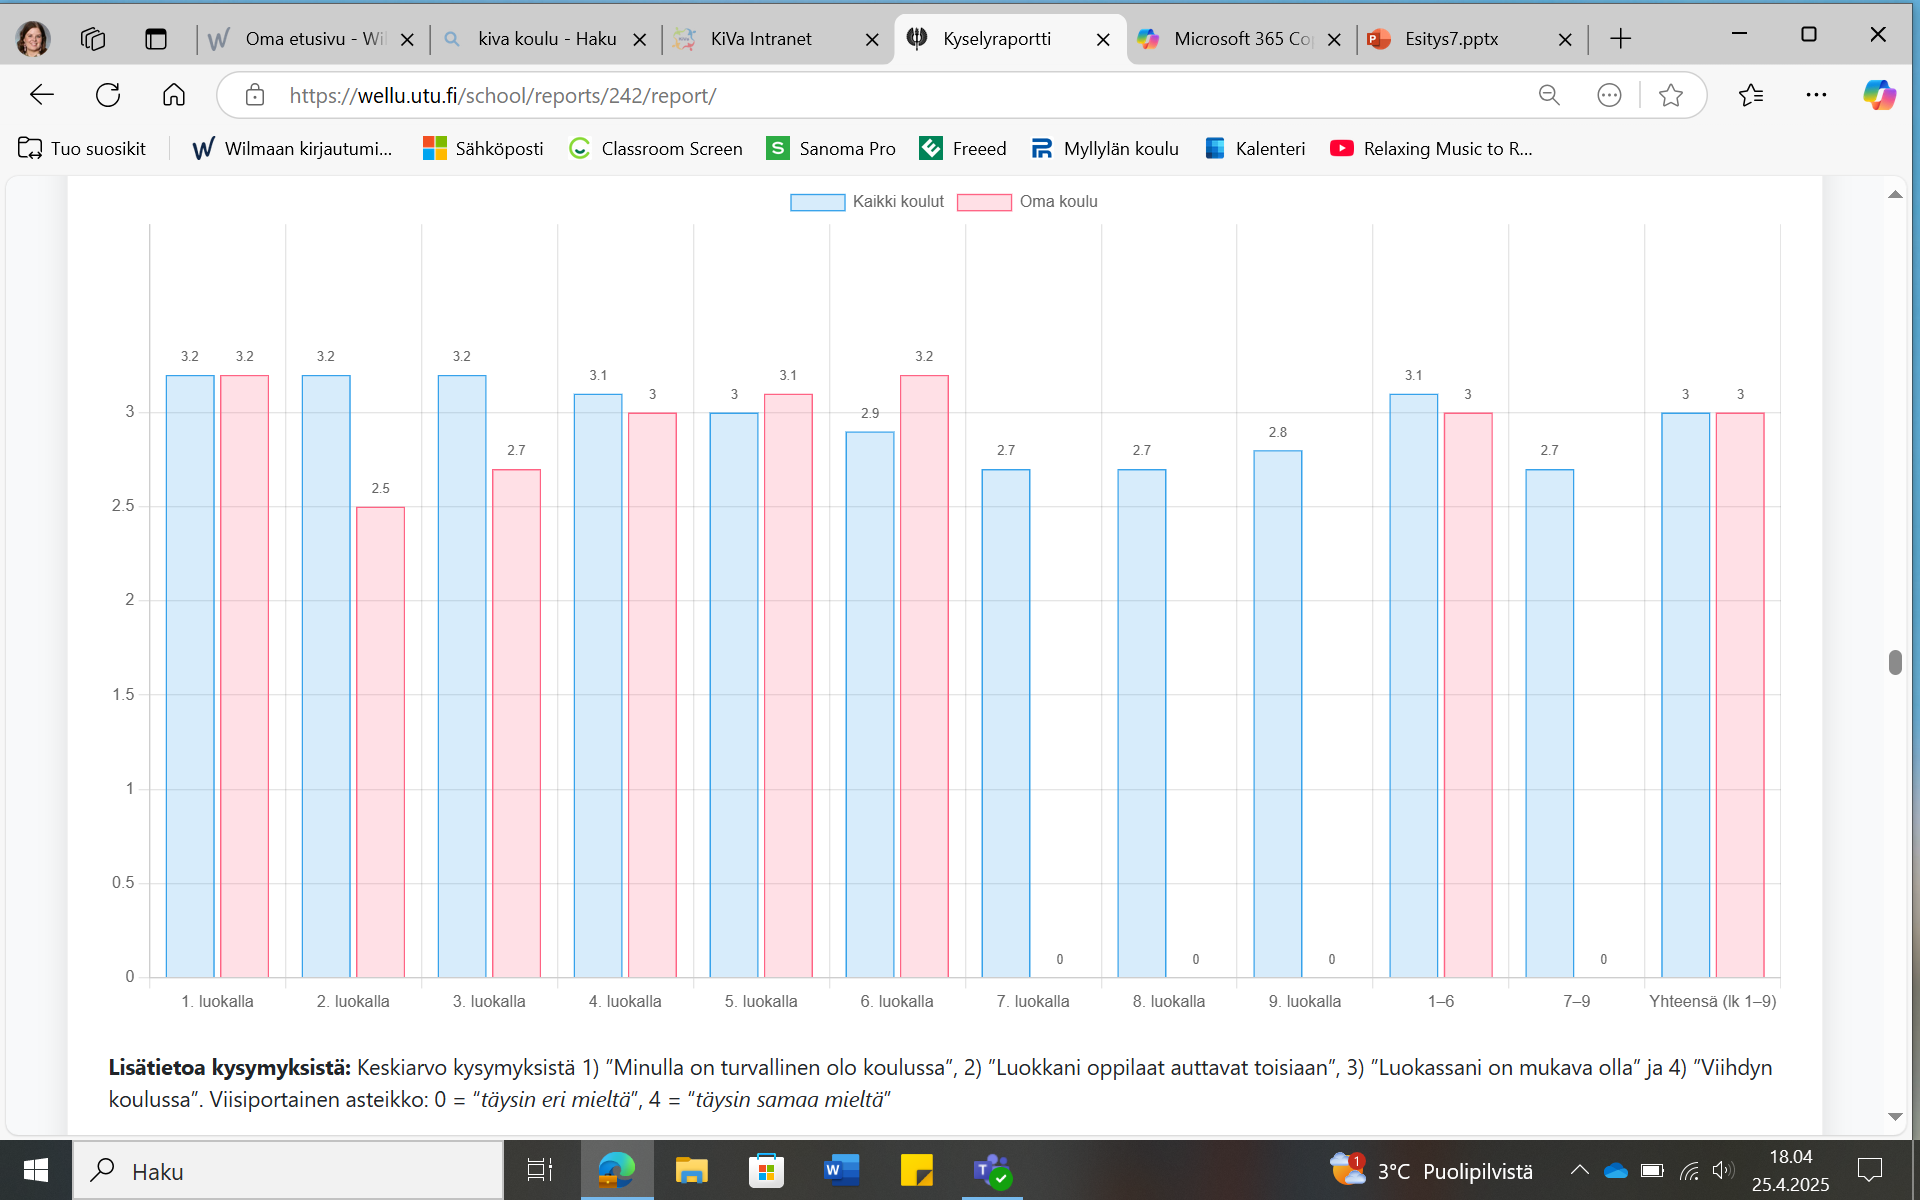 Oma etusivu - Wi
kiva koulu - Haku
KiVa Intranet
Kyselyraportti
Microsoft 365 Co
Esitys7.pptx
https://wellu.utu.fi/school/reports/242/report/
Tuo suosikit
Wilmaan kirjautumi...
Sähköposti
Classroom Screen
Sanoma Pro
Freeed
Myllylän koulu
Kalenteri
Relaxing Music to R...
Kaikki koulut Oma koulu
3.2 3.2 3.2 3.2 3.2
3.1 3.1 3.1
3 3 3 3 3
2.9
2.8
2.7 2.7 2.7 2.7
2.5
0 0 0 0
3
2.5
2
1.5
1
0.5
0
1. luokalla 2. luokalla 3. luokalla 4. luokalla 5. luokalla 6. luokalla 7. luokalla 8. luokalla 9. luokalla 1–6 7–9 Yhteensä (lk 1–9)
Lisätietoa kysymyksistä: Keskiarvo kysymyksistä 1) ”Minulla on turvallinen olo koulussa”, 2) ”Luokkani oppilaat auttavat toisiaan”, 3) ”Luokassani on mukava olla” ja 4) ”Viihdyn
koulussa”. Viisiportainen asteikko: 0 = “täysin eri mieltä”, 4 = “täysin samaa mieltä”
Haku
1
3°C Puolipilvistä
18.04
25.4.2025